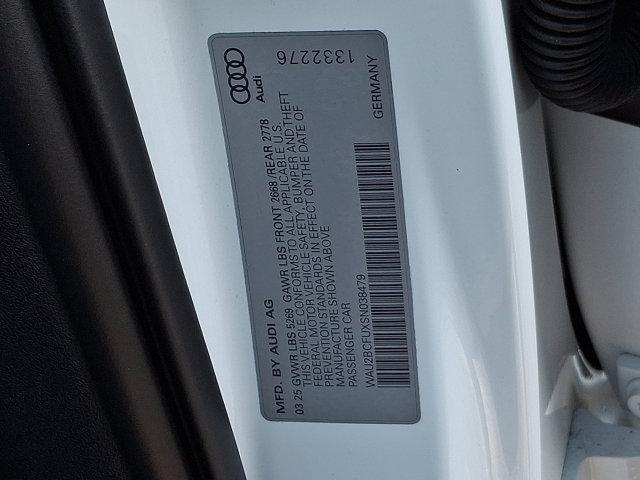 MFD. BY AUDI AG
03 25 GVWR LBS 5269 GAWR LBS FRONT 2668/REAR 2778
THIS VEHICLE CONFORMS TO ALL APPLICABLE U.S.
FEDERAL MOTOR VEHICLE SAFETY, BUMPER AND THEFT
PREVENTION STANDARDS IN EFFECT ON THE DATE OF
MANUFACTURE SHOWN ABOVE
PASSENGER CAR
WAU2BCFUXSN038479
Audi
1332276
GERMANY